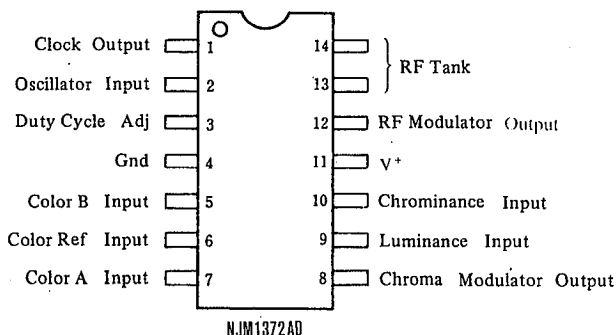 Clock Output 1 14 RF Tank
Oscillator Input 2 13
Duty Cycle Adj 3 12 RF Modulator Output
Gnd 4 11 V+
Color B Input 5 10 Chrominance Input
Color Ref Input 6 9 Luminance Input
Color A Input 7 8 Chroma Modulator Output
NJM1372AD